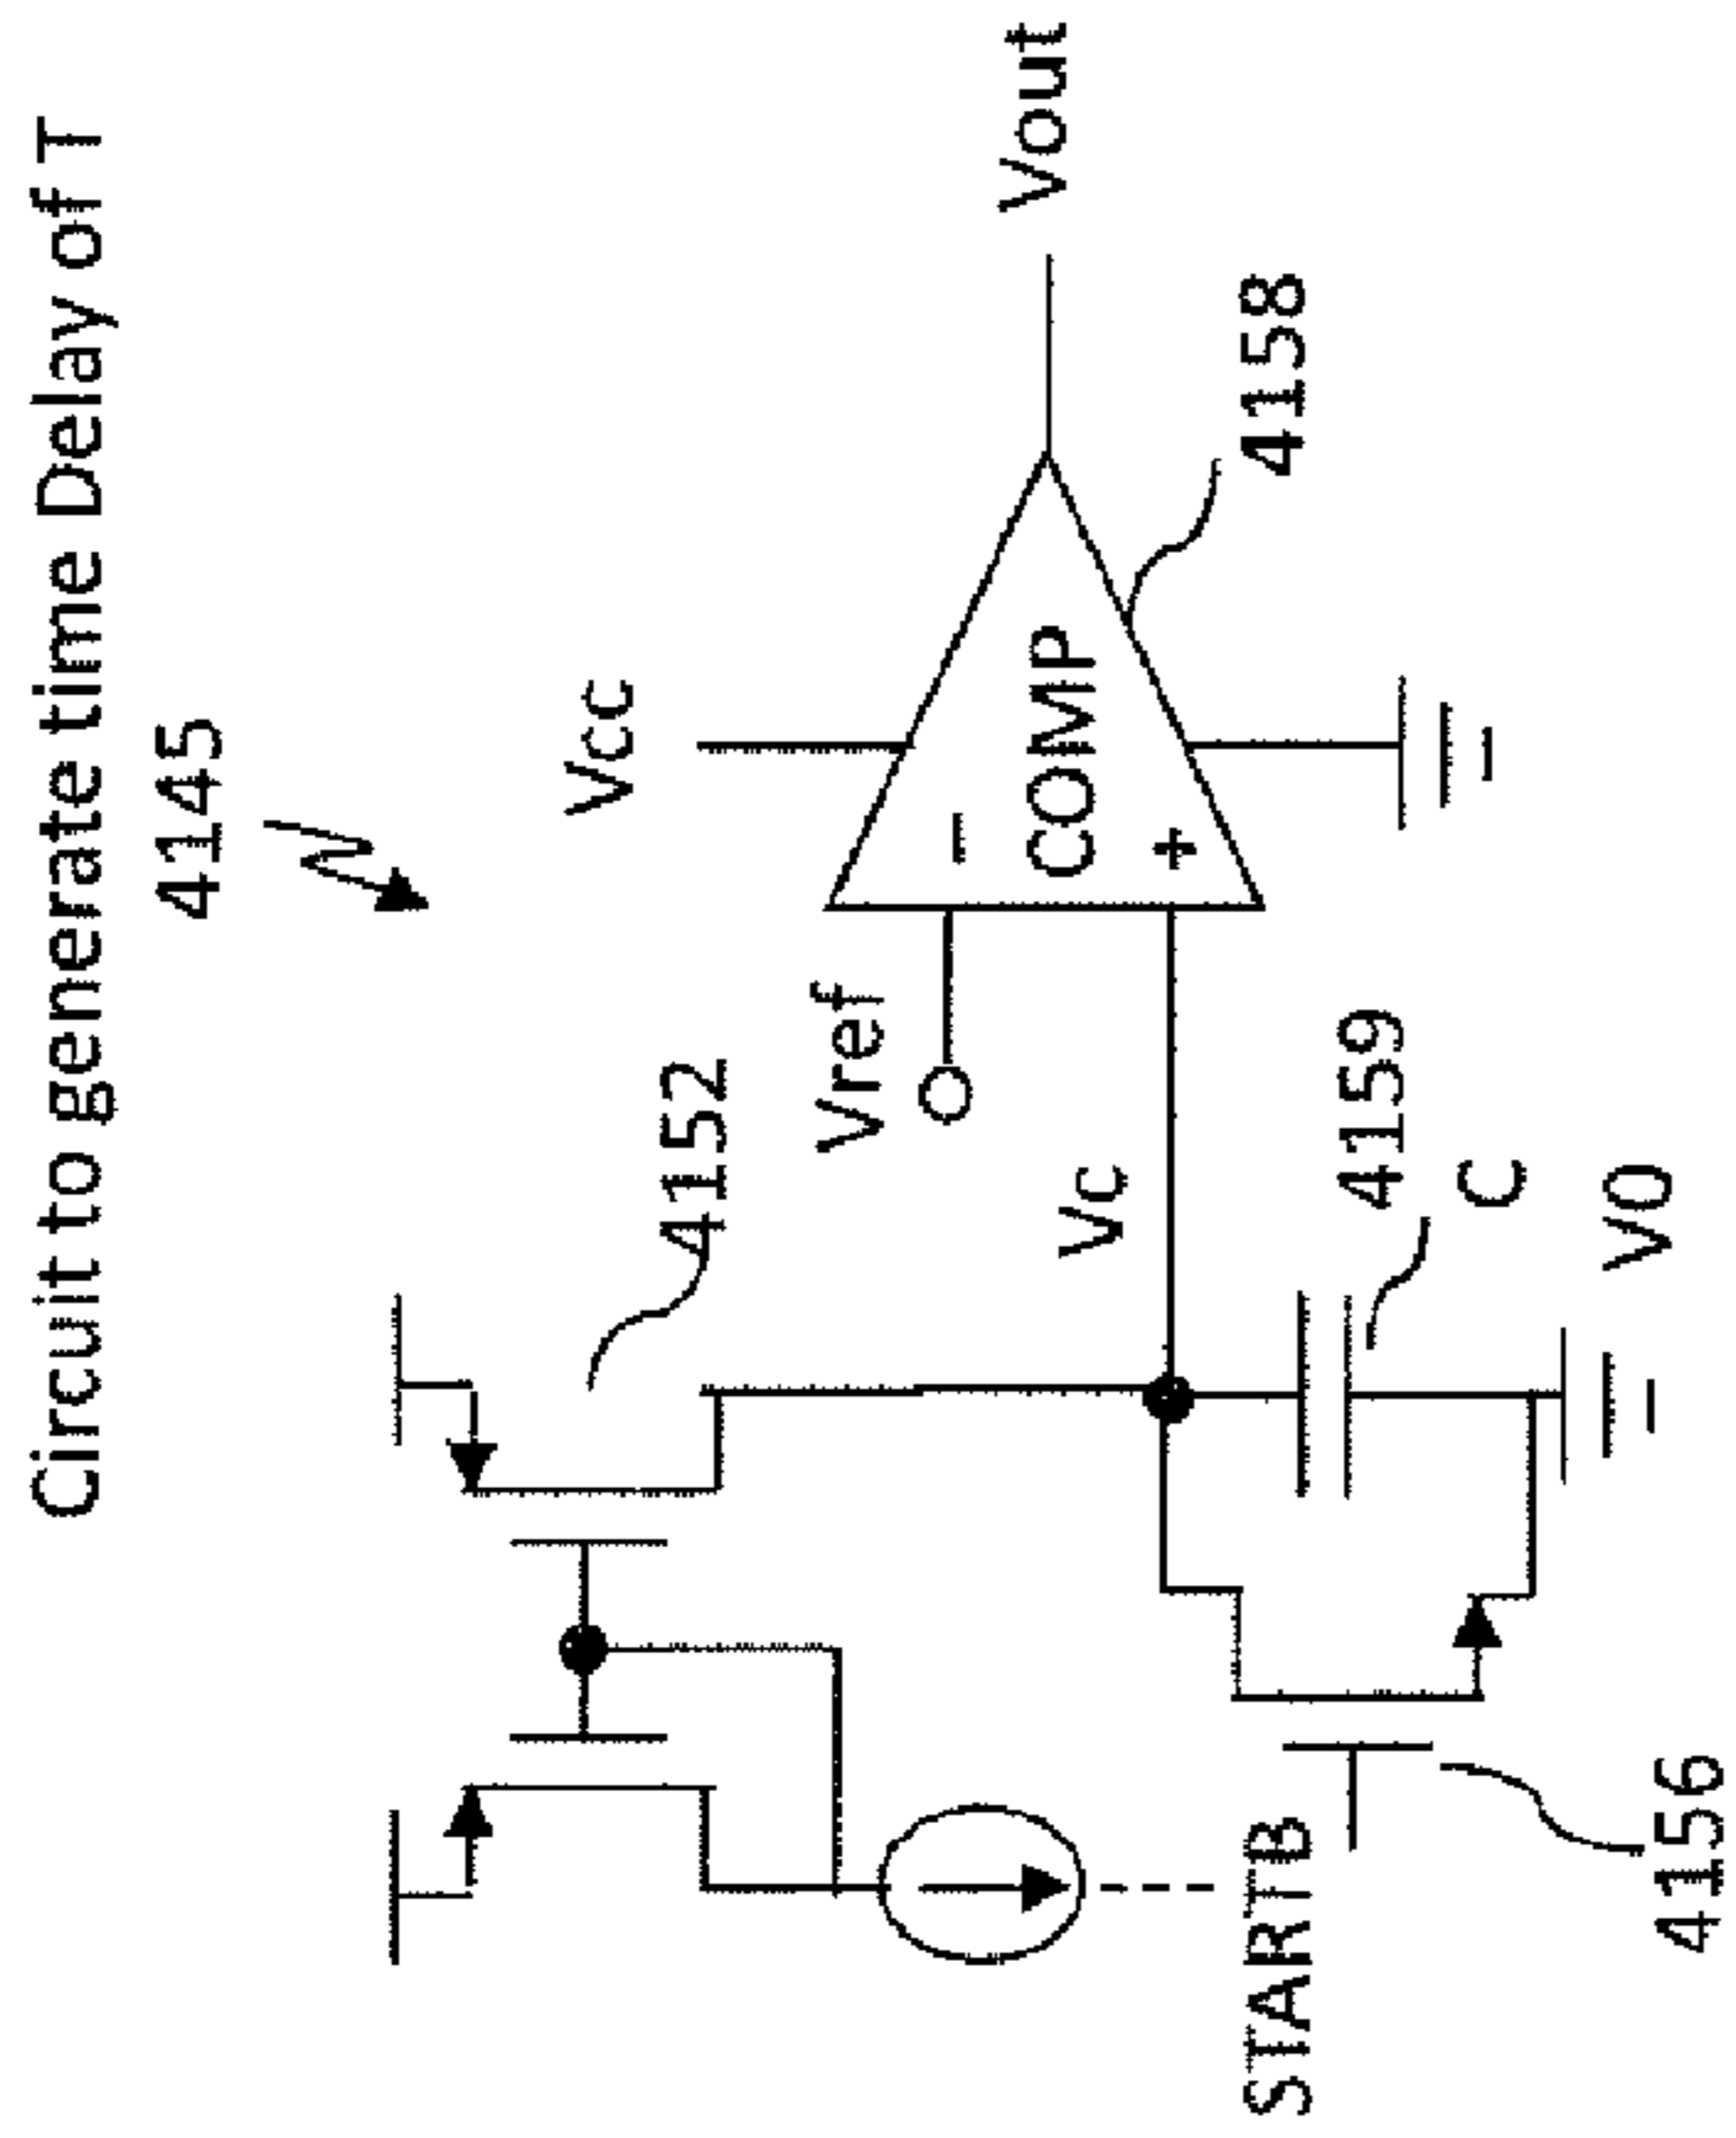 Circuit to generate time Delay of T
4145
Vcc
4152
Vref
-
COMP
+
Vout
Vc
4158
4159
C
STARTB
V0
4156